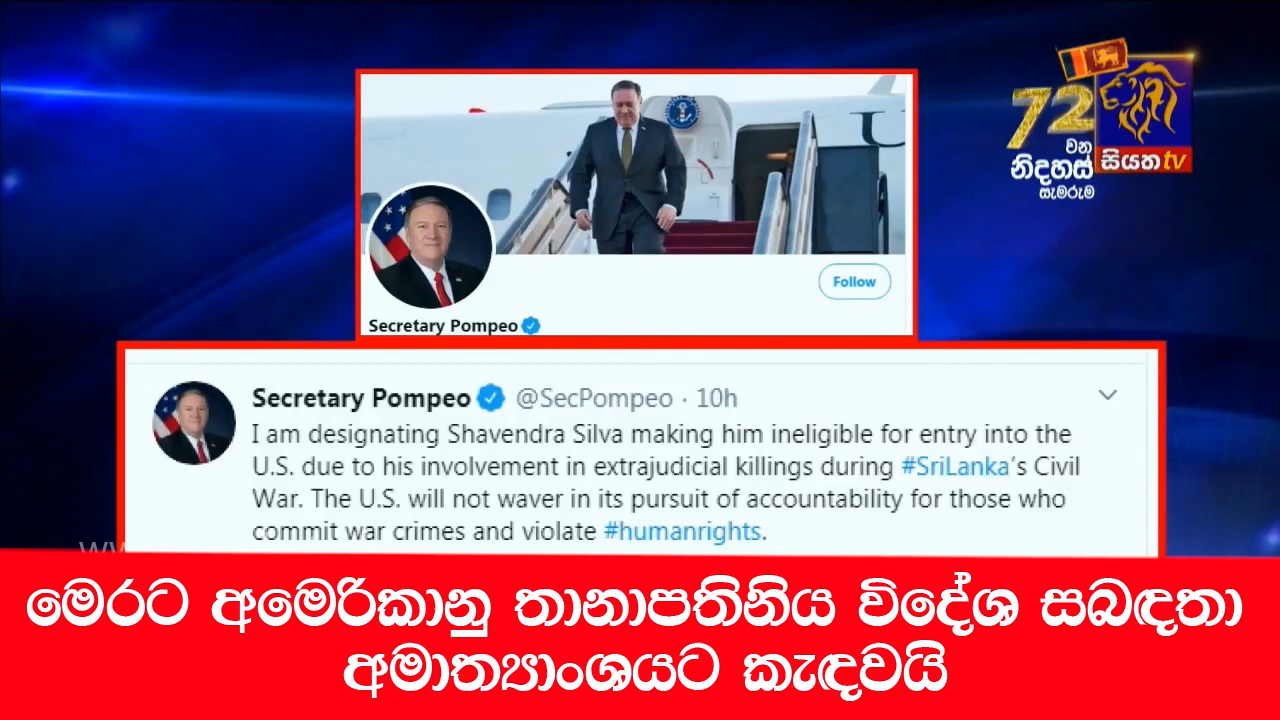 72
වන
නිදහස්
සැමරුම
සියත tv
U
Follow
Secretary Pompeo
Secretary Pompeo @SecPompeo · 10h
I am designating Shavendra Silva making him ineligible for entry into the
U.S. due to his involvement in extrajudicial killings during #SriLanka's Civil
War. The U.S. will not waver in its pursuit of accountability for those who
commit war crimes and violate #humanrights.
මෙරට අමෙරිකානු තානාපතිනිය විදේශ සබඳතා
අමාත්‍යාංශයට කැඳවයි